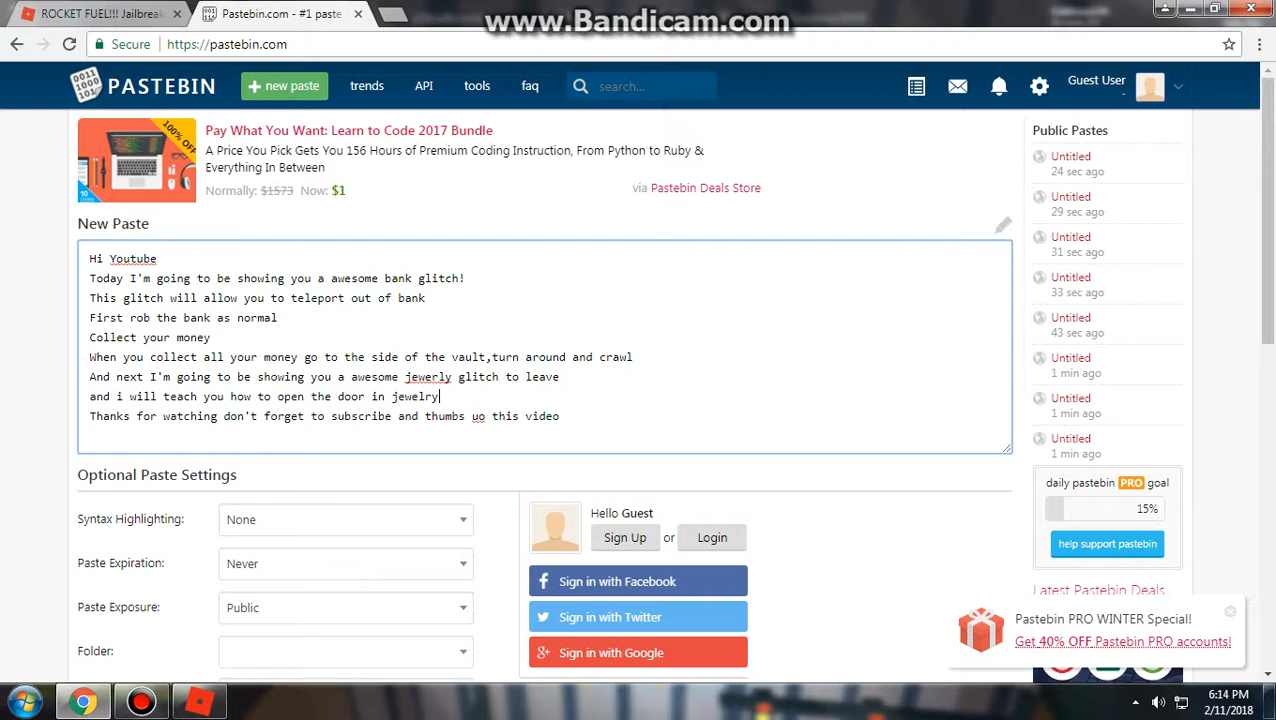 ROCKET FUEL!!! Jailbreak
Pastebin.com - #1 paste
www.Bandicam.com
Secure
https://pastebin.com
PASTEBIN
new paste
trends
API
tools
faq
search...
Guest User
Pay What You Want: Learn to Code 2017 Bundle
A Price You Pick Gets You 156 Hours of Premium Coding Instruction, From Python to Ruby &
Everything In Between
Normally: $1573 Now: $1
via Pastebin Deals Store
100% OFF
New Paste
Hi Youtube
Today I'm going to be showing you a awesome bank glitch!
This glitch will allow you to teleport out of bank
First rob the bank as normal
Collect your money
When you collect all your money go to the side of the vault,turn around and crawl
And next I'm going to be showing you a awesome jewerly glitch to leave
and i will teach you how to open the door in jewelry
Thanks for watching don't forget to subscribe and thumbs uo this video
Optional Paste Settings
Syntax Highlighting:
None
Paste Expiration:
Never
Paste Exposure:
Public
Folder:
Hello Guest
Sign Up or Login
Sign in with Facebook
Sign in with Twitter
Sign in with Google
Public Pastes
Untitled
24 sec ago
Untitled
29 sec ago
Untitled
31 sec ago
Untitled
33 sec ago
Untitled
43 sec ago
Untitled
1 min ago
Untitled
1 min ago
Untitled
1 min ago
daily pastebin PRO goal
15%
help support pastebin
Latest Pastebin Deals
Pastebin PRO WINTER Special!
Get 40% OFF Pastebin PRO accounts!
6:14 PM
2/11/2018